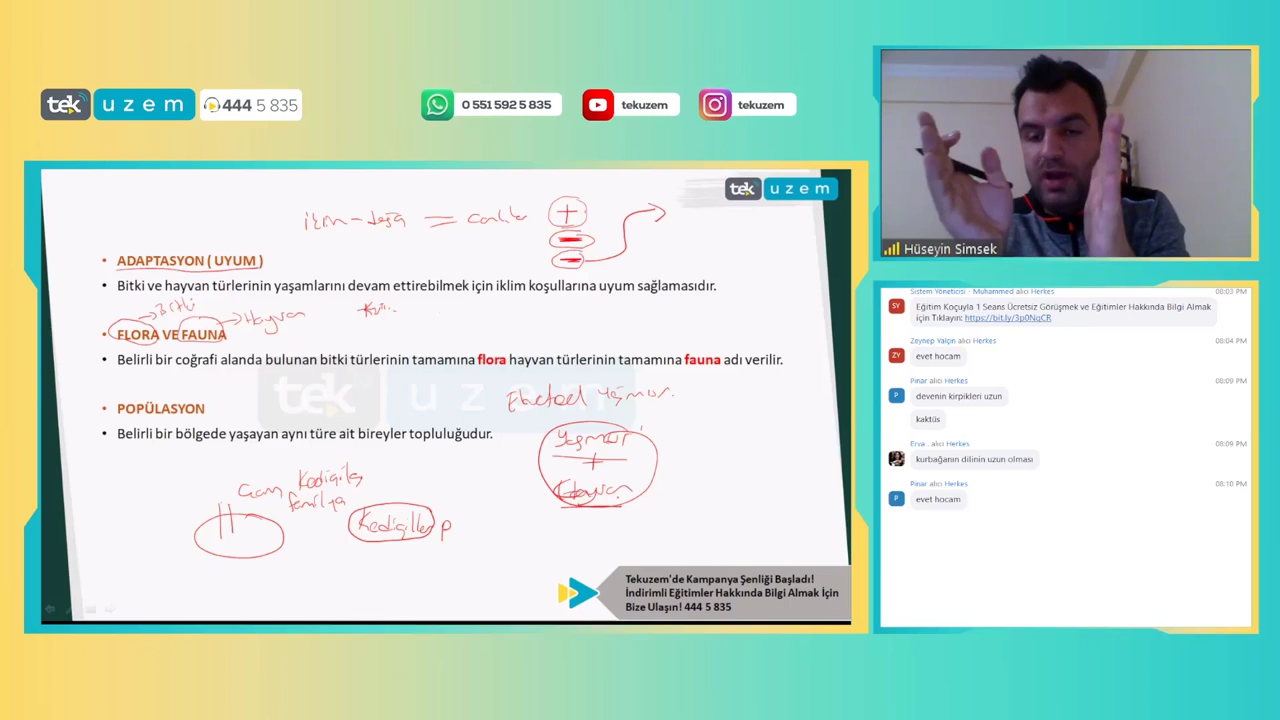 tek uzem 444 5 835
0 551 592 5 835
tekuzem
tekuzem
tek uzem
ADAPTASYON ( UYUM )
Bitki ve hayvan türlerinin yaşamlarını devam ettirebilmek için iklim koşullarına uyum sağlamasıdır.
Bitki
Hayvan
FLORA VE FAUNA
Belirli bir coğrafi alanda bulunan bitki türlerinin tamamına flora hayvan türlerinin tamamına fauna adı verilir.
tek uzem
POPÜLASYON
Belirli bir bölgede yaşayan aynı türe ait bireyler topluluğudur.
yağmur
+
familya
Kedigiller P
Tekuzem'de Kampanya Şenliği Başladı!
İndirimli Eğitimler Hakkında Bilgi Almak İçin
Bize Ulaşın! 444 5 835
Hüseyin Simsek
Sistem Yöneticisi - Muhammed alıcı Herkes 08:03 PM
SY
Eğitim Koçuyla 1 Seans Ücretsiz Görüşmek ve Eğitimler Hakkında Bilgi Almak
için Tıklayın: https://bit.ly/3p0NqCR
Zeynep Yalçın alıcı Herkes 08:04 PM
ZY evet hocam
Pınar alıcı Herkes 08:09 PM
P devenin kirpikleri uzun
kaktüs
Erva . alıcı Herkes 08:09 PM
kurbağanın dilinin uzun olması
Pınar alıcı Herkes 08:10 PM
P evet hocam